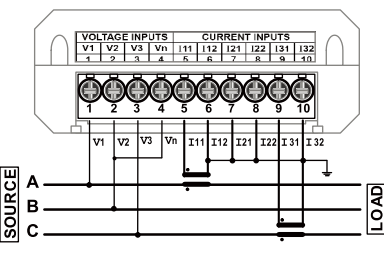 VOLTAGE INPUTS CURRENT INPUTS
V1 V2 V3 Vn I11 I12 I21 I22 I31 I32
1 2 3 4 5 6 7 8 9 10
1 2 3 4 5 6 7 8 9 10
V1 V2 V3 Vn I11 I12 I21 I22 I31 I32
SOURCE
A
B
C
LOAD